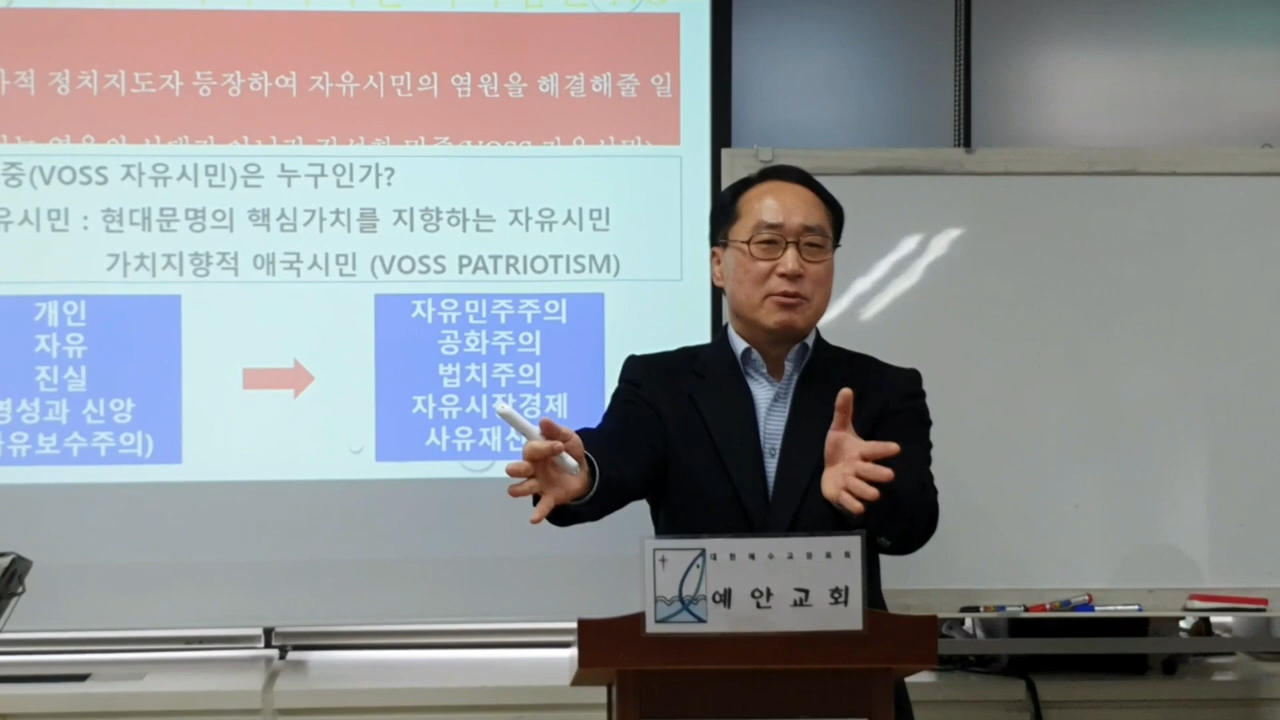 적 정치지도자 등장하여 자유시민의 염원을 해결해줄 일
중(VOSS 자유시민)은 누구인가?
유시민 : 현대문명의 핵심가치를 지향하는 자유시민
가치지향적 애국시민 (VOSS PATRIOTISM)
개인
자유
진실
영성과 신앙
자유보수주의)
자유민주주의
공화주의
법치주의
자유시장경제
사유재산
대한예수교장로회
예안교회